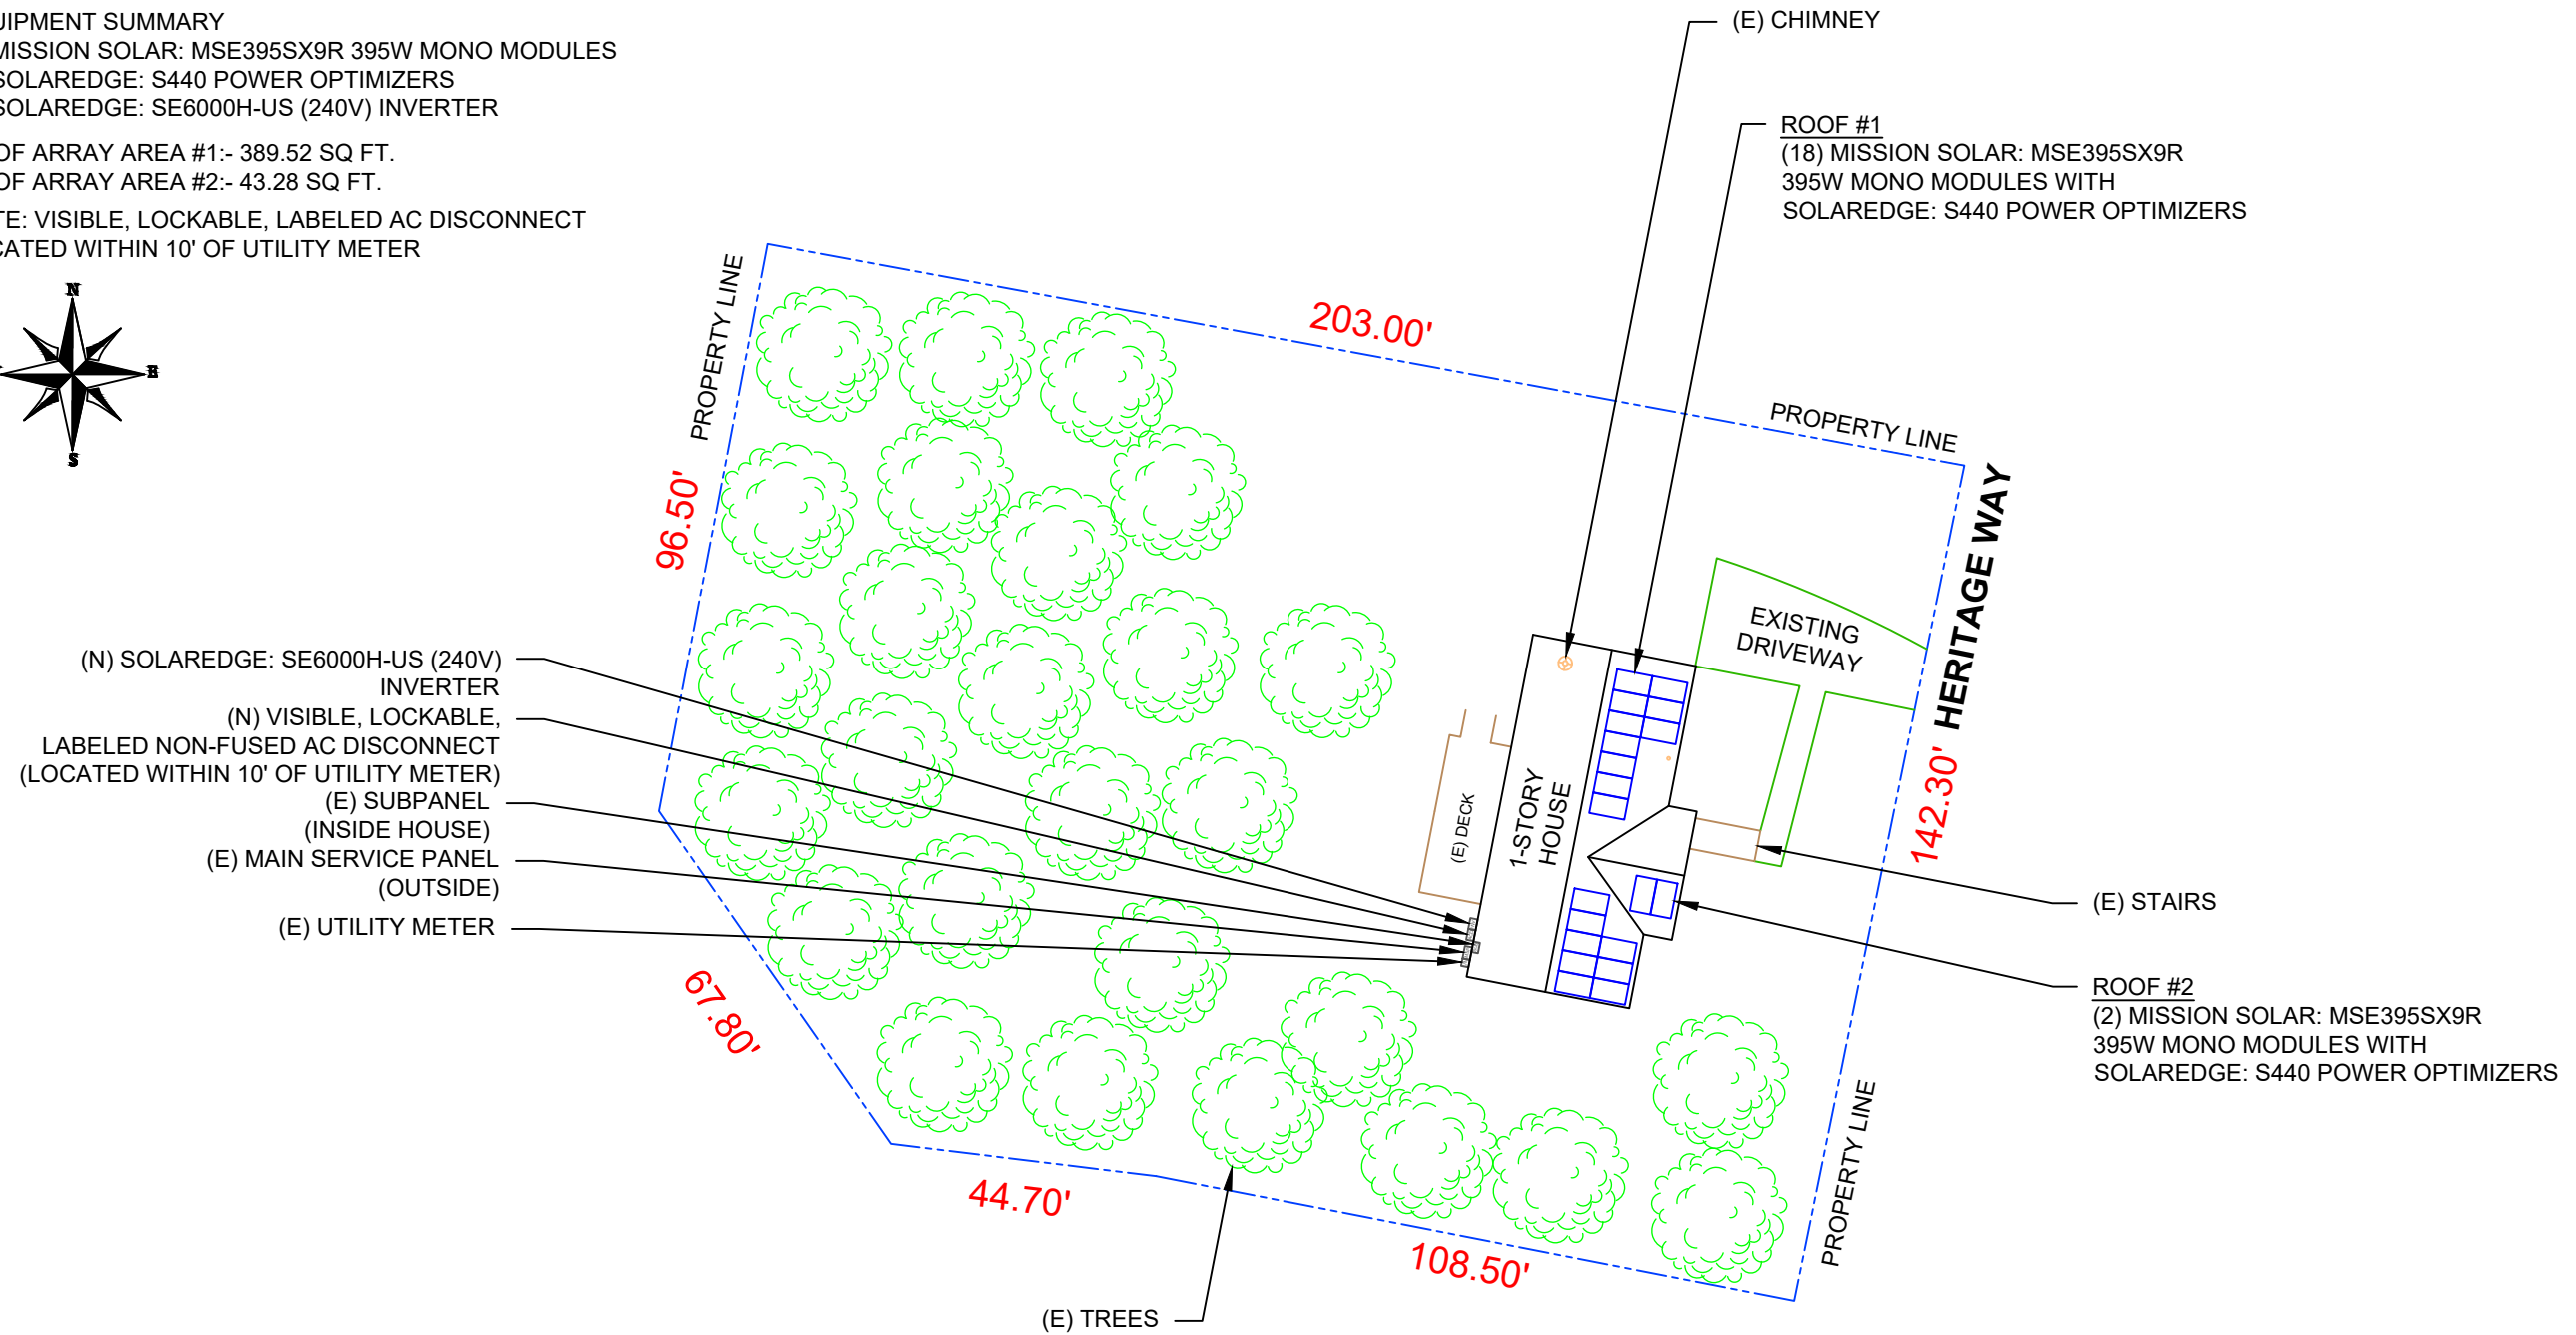 UIPMENT SUMMARY
MISSION SOLAR: MSE395SX9R 395W MONO MODULES
SOLAREDGE: S440 POWER OPTIMIZERS
SOLAREDGE: SE6000H-US (240V) INVERTER
OF ARRAY AREA #1:- 389.52 SQ FT.
OF ARRAY AREA #2:- 43.28 SQ FT.
TE: VISIBLE, LOCKABLE, LABELED AC DISCONNECT
CATED WITHIN 10' OF UTILITY METER
N
E
S
(E) CHIMNEY
ROOF #1
(18) MISSION SOLAR: MSE395SX9R
395W MONO MODULES WITH
SOLAREDGE: S440 POWER OPTIMIZERS
PROPERTY LINE
203.00'
PROPERTY LINE
96.50'
HERITAGE WAY
142.30'
EXISTING
DRIVEWAY
(N) SOLAREDGE: SE6000H-US (240V)
INVERTER
(N) VISIBLE, LOCKABLE,
LABELED NON-FUSED AC DISCONNECT
(LOCATED WITHIN 10' OF UTILITY METER)
(E) SUBPANEL
(INSIDE HOUSE)
(E) MAIN SERVICE PANEL
(OUTSIDE)
(E) UTILITY METER
(E) DECK
1-STORY
HOUSE
(E) STAIRS
ROOF #2
(2) MISSION SOLAR: MSE395SX9R
395W MONO MODULES WITH
SOLAREDGE: S440 POWER OPTIMIZERS
67.80'
44.70'
108.50'
PROPERTY LINE
(E) TREES